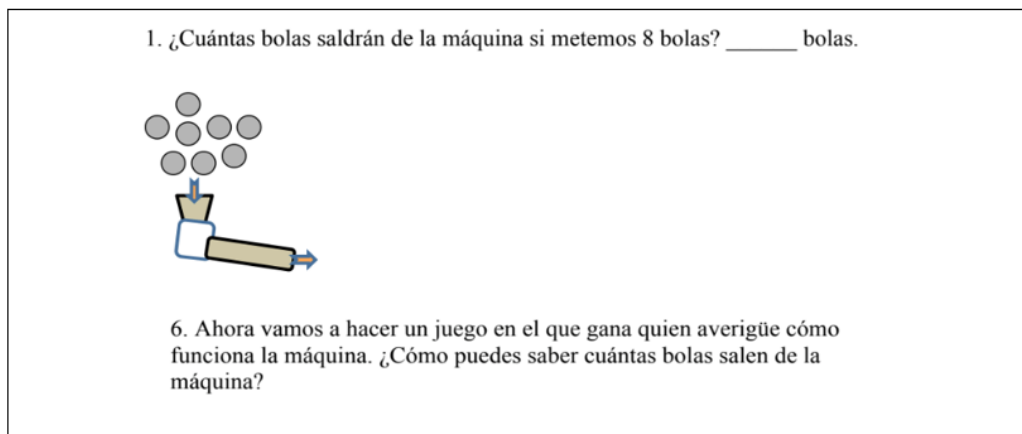 1. ¿Cuántas bolas saldrán de la máquina si metemos 8 bolas? _______ bolas.
6. Ahora vamos a hacer un juego en el que gana quien averigüe cómo
funciona la máquina. ¿Cómo puedes saber cuántas bolas salen de la
máquina?